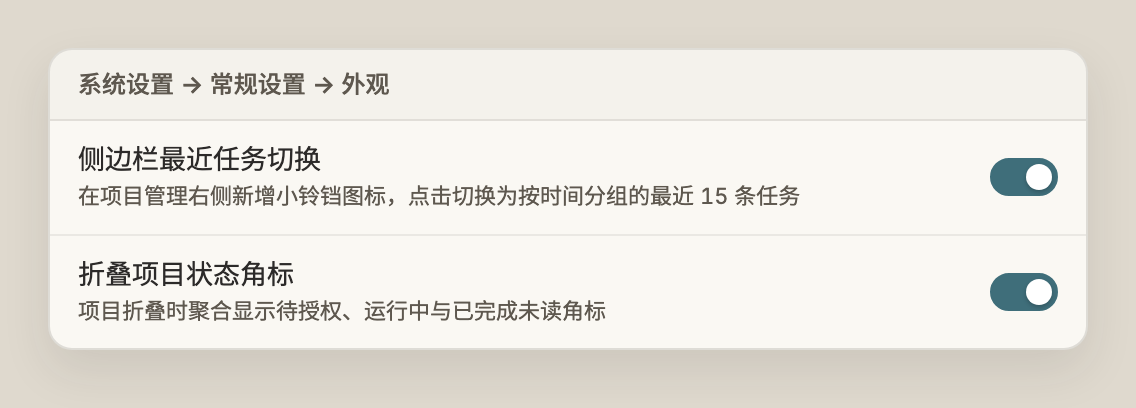 系统设置 → 常规设置 → 外观
侧边栏最近任务切换
在项目管理右侧新增小铃铛图标，点击切换为按时间分组的最近 15 条任务
折叠项目状态角标
项目折叠时聚合显示待授权、运行中与已完成未读角标